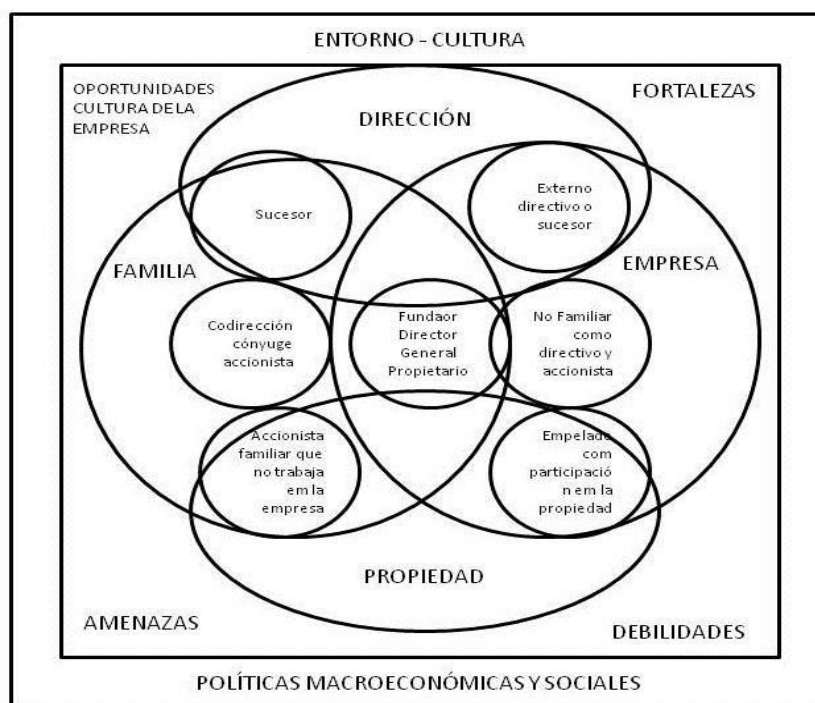 ENTORNO - CULTURA
OPORTUNIDADES
CULTURA DE LA
EMPRESA
FORTALEZAS
DIRECCIÓN
Sucesor
Externo
directivo o
sucesor
FAMILIA
EMPRESA
Codirección
cónyuge
accionista
Fundaor
Director
General
Propietario
No Familiar
como
directivo y
accionista
Accionista
familiar que
no trabaja
em la
empresa
Empelado
com
participació
n em la
propiedad
PROPIEDAD
AMENAZAS
DEBILIDADES
POLÍTICAS MACROECONÓMICAS Y SOCIALES